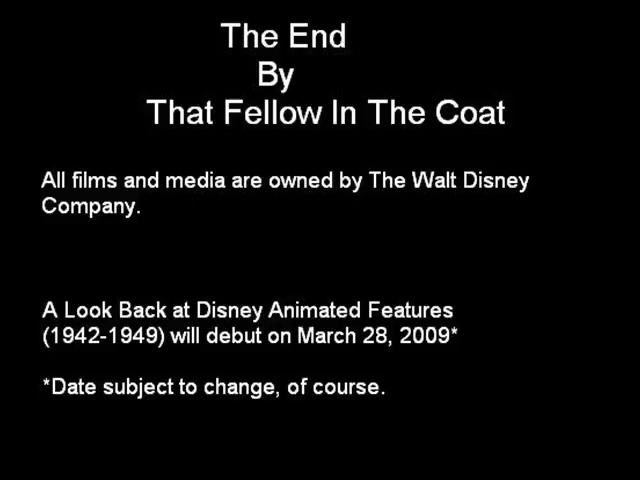 The End
By
That Fellow In The Coat
All films and media are owned by The Walt Disney
Company.
A Look Back at Disney Animated Features
(1942-1949) will debut on March 28, 2009*
*Date subject to change, of course.